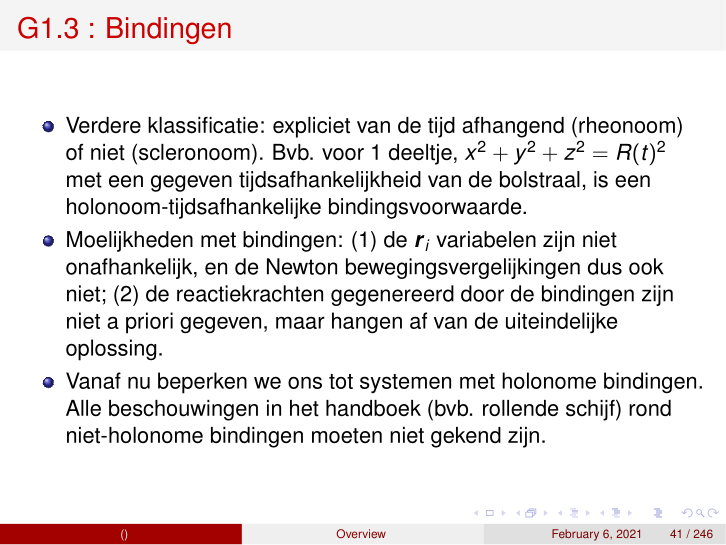 G1.3 : Bindingen
Verdere klassificatie: expliciet van de tijd afhangend (rheonoom)
of niet (scleronoom). Bvb. voor 1 deeltje, x² + y² + z² = R(t)²
met een gegeven tijdsafhankelijkheid van de bolstraal, is een
holonoom-tijdsafhankelijke bindingsvoorwaarde.
Moelijkheden met bindingen: (1) de rᵢ variabelen zijn niet
onafhankelijk, en de Newton bewegingsvergelijkingen dus ook
niet; (2) de reactiekrachten gegenereerd door de bindingen zijn
niet a priori gegeven, maar hangen af van de uiteindelijke
oplossing.
Vanaf nu beperken we ons tot systemen met holonome bindingen.
Alle beschouwingen in het handboek (bvb. rollende schijf) rond
niet-holonome bindingen moeten niet gekend zijn.
() Overview February 6, 2021 41 / 246